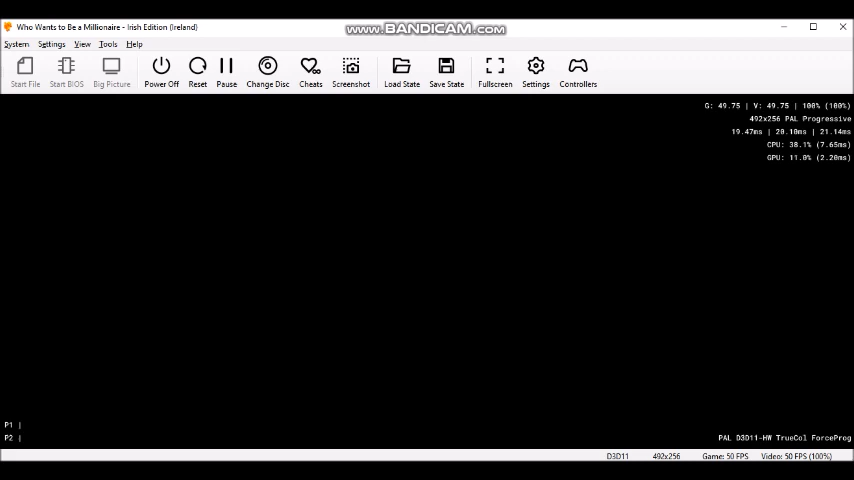 Who Wants to Be a Millionaire - Irish Edition (Ireland)
www.BANDICAM.com
System Settings View Tools Help
Start File Start BIOS Big Picture Power Off Reset Pause Change Disc Cheats Screenshot Load State Save State Fullscreen Settings Controllers
G: 49.75 | V: 49.75 | 100% (100%)
492x256 PAL Progressive
19.47ms | 20.10ms | 21.14ms
CPU: 38.1% (7.65ms)
GPU: 11.0% (2.20ms)
P1 |
P2 |
PAL D3D11-HW TrueCol ForceProg
D3D11 492x256 Game: 50 FPS Video: 50 FPS (100%)